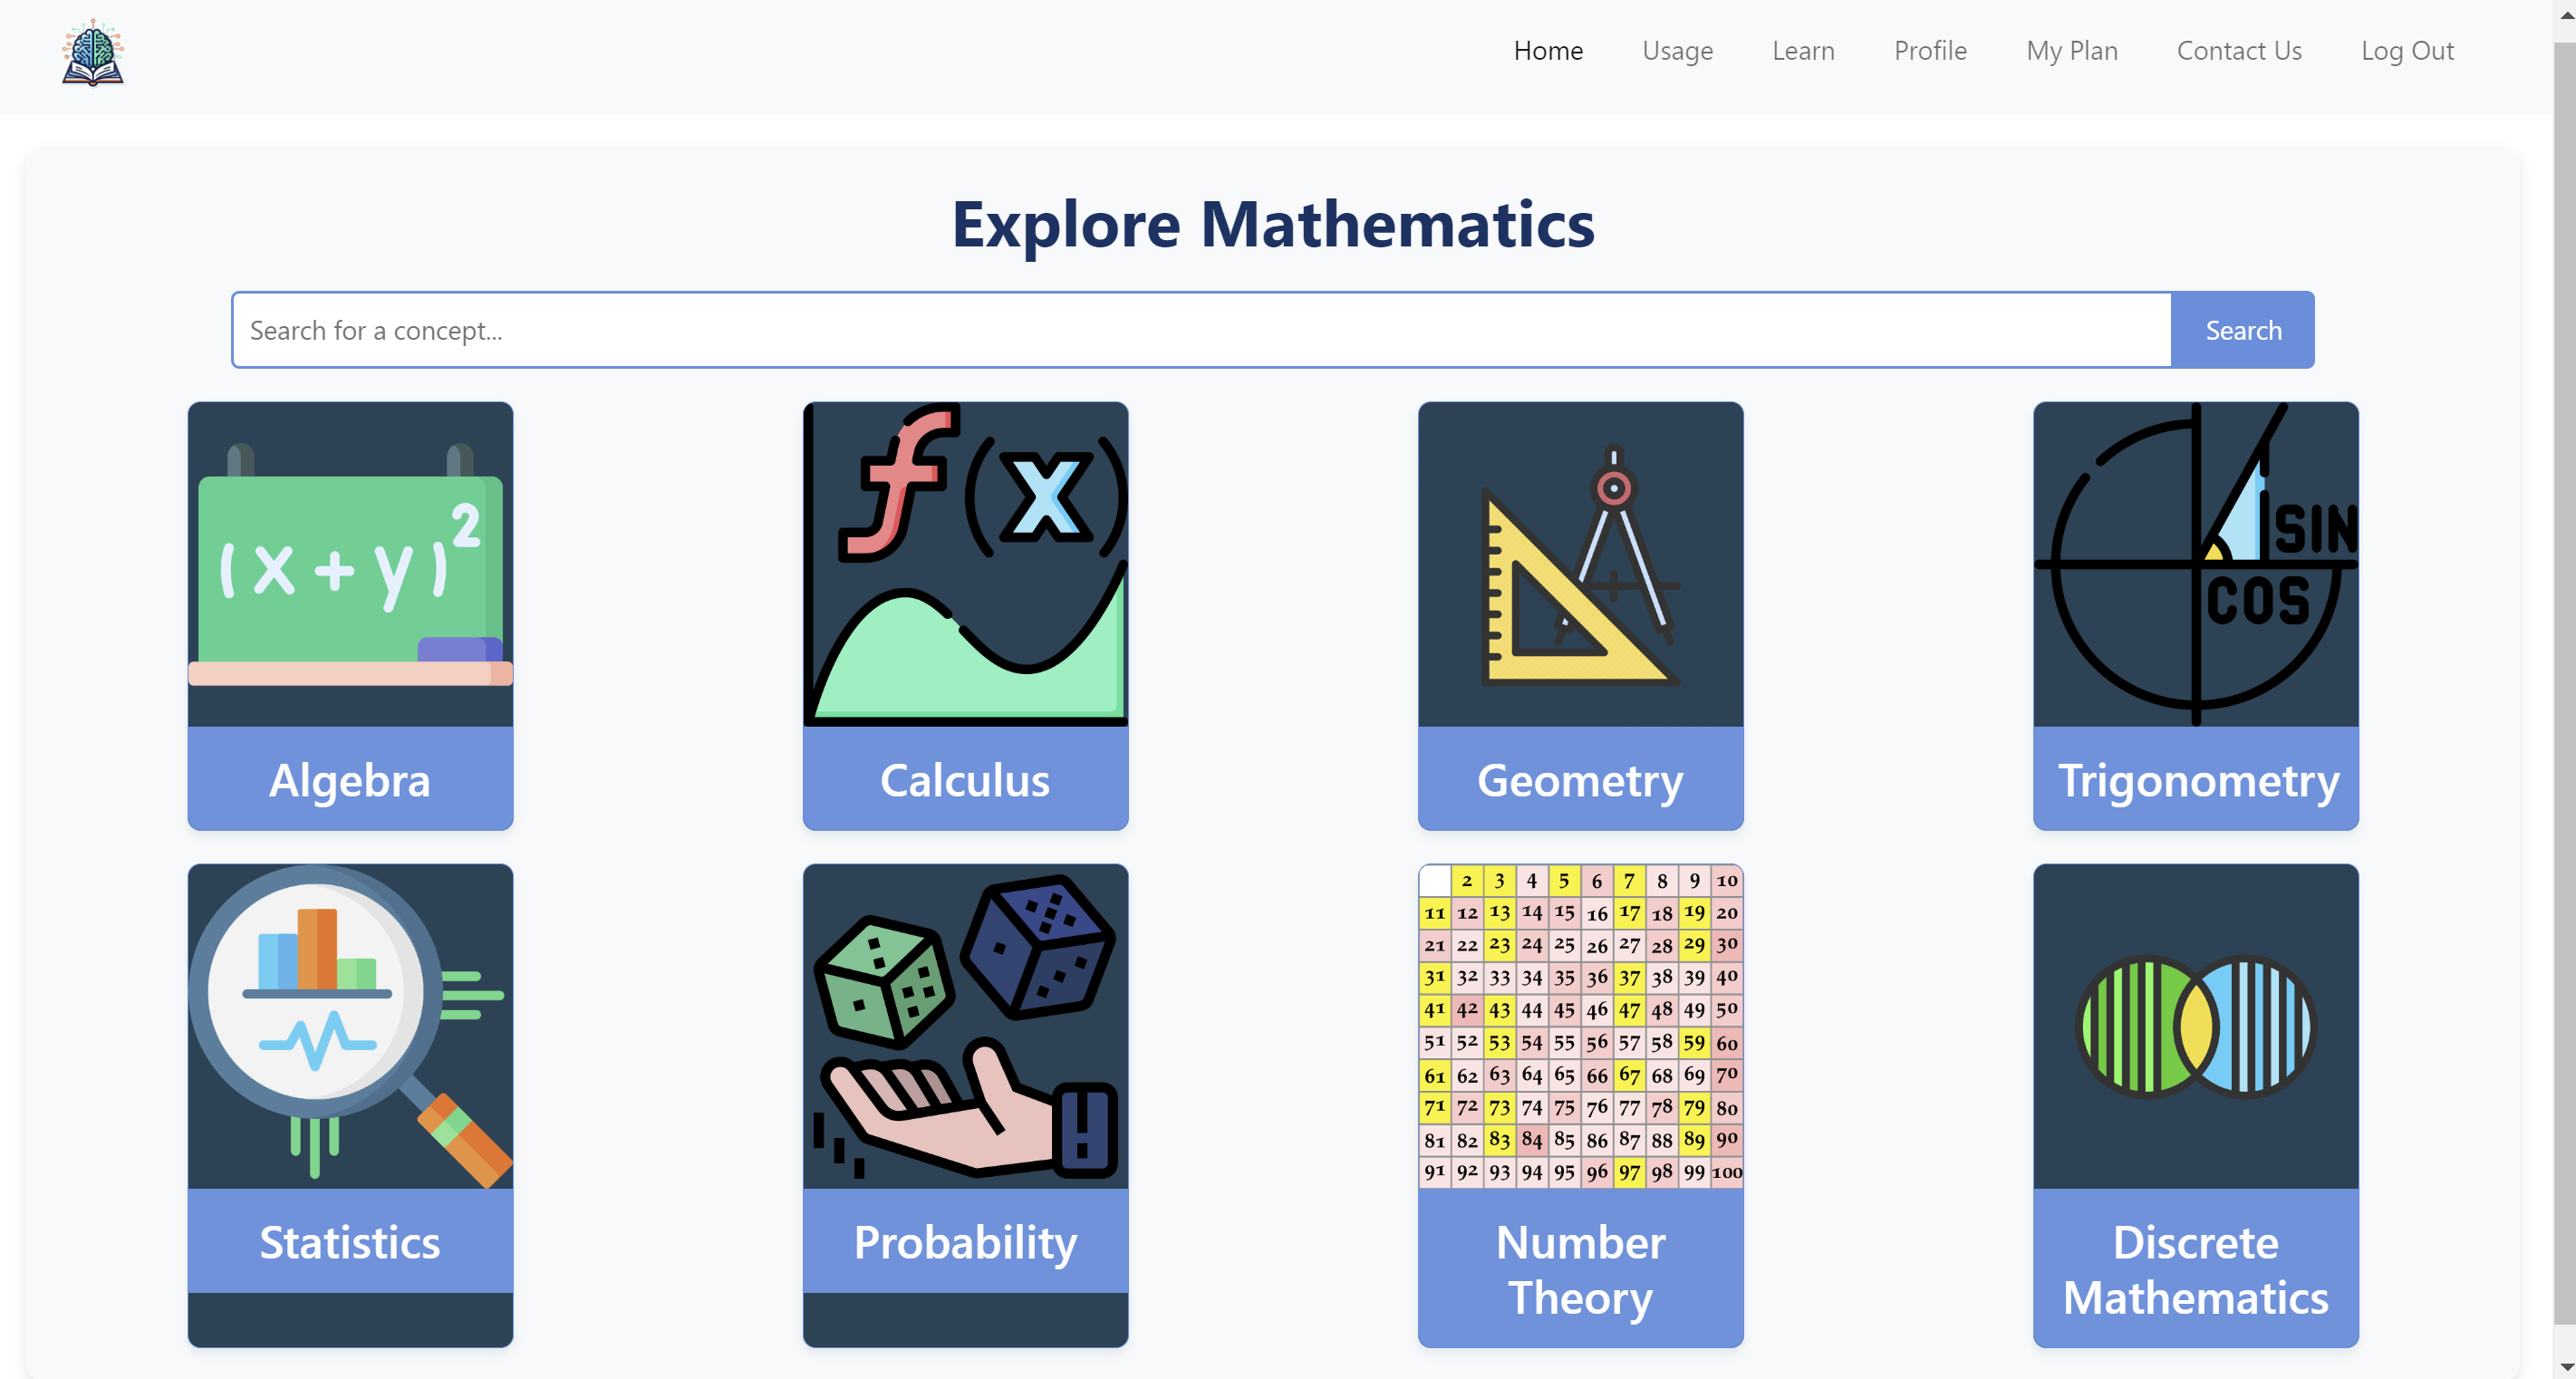 Home Usage Learn Profile My Plan Contact Us Log Out
Explore Mathematics
Search for a concept... Search
(x+y)²
f(x)
SIN
COS
Algebra Calculus Geometry Trigonometry
2 3 4 5 6 7 8 9 10
11 12 13 14 15 16 17 18 19 20
21 22 23 24 25 26 27 28 29 30
31 32 33 34 35 36 37 38 39 40
41 42 43 44 45 46 47 48 49 50
51 52 53 54 55 56 57 58 59 60
61 62 63 64 65 66 67 68 69 70
71 72 73 74 75 76 77 78 79 80
81 82 83 84 85 86 87 88 89 90
91 92 93 94 95 96 97 98 99 100
Statistics Probability Number Discrete
Theory Mathematics